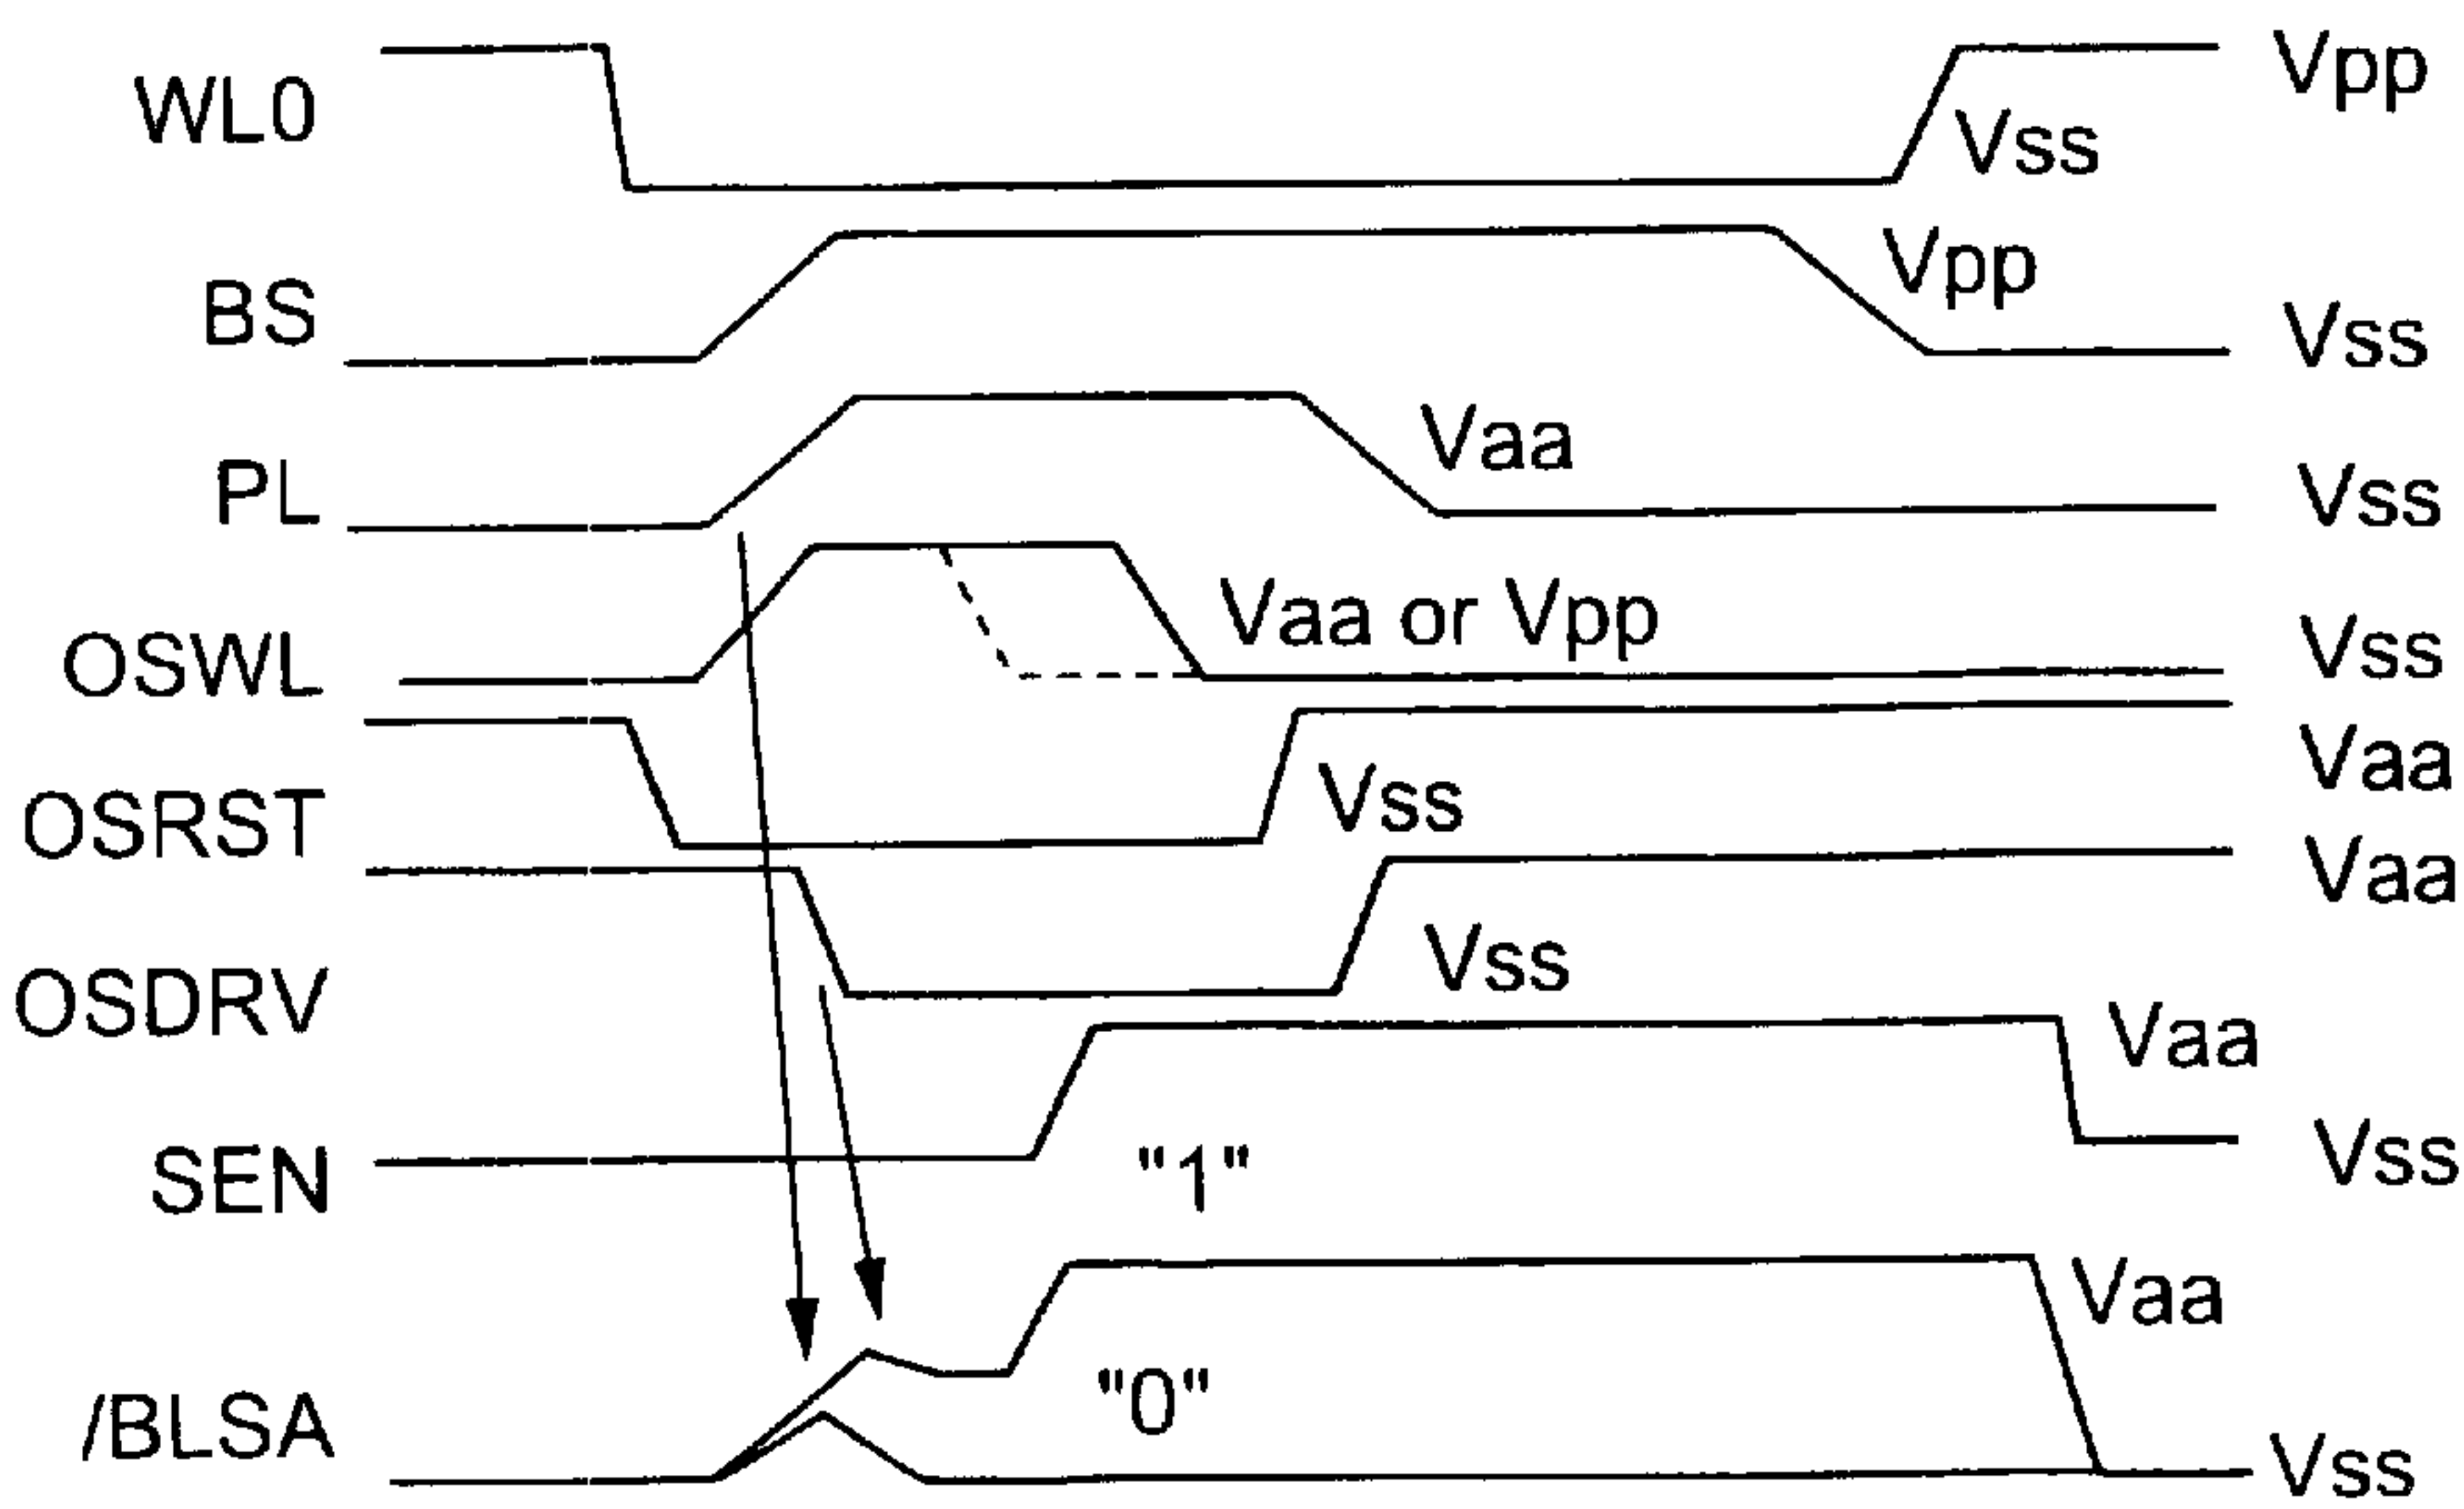 WL0 Vpp
Vss
BS Vpp
Vss
PL Vaa
Vss
OSWL Vaa or Vpp Vss
OSRST Vss Vaa
Vaa
OSDRV Vss
Vaa
SEN "1" Vss
Vaa
/BLSA "0"
Vss